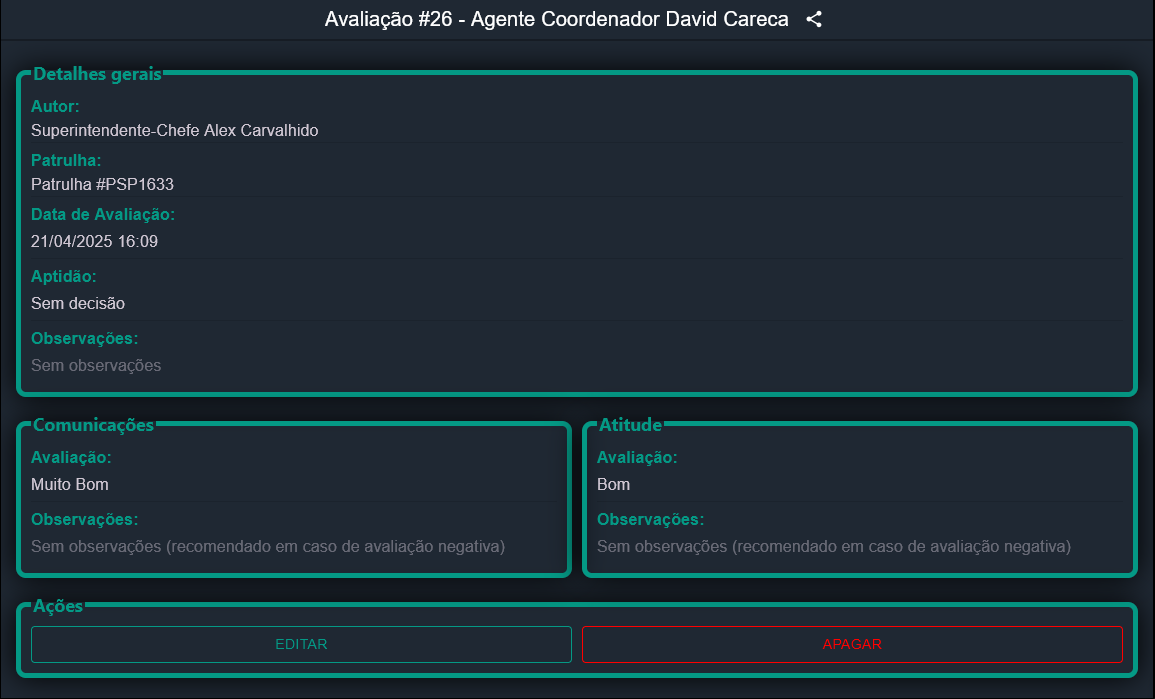 Avaliação #26 - Agente Coordenador David Careca
Detalhes gerais
Autor:
Superintendente-Chefe Alex Carvalhido
Patrulha:
Patrulha #PSP1633
Data de Avaliação:
21/04/2025 16:09
Aptidão:
Sem decisão
Observações:
Sem observações
Comunicações
Avaliação:
Muito Bom
Observações:
Sem observações (recomendado em caso de avaliação negativa)
Atitude
Avaliação:
Bom
Observações:
Sem observações (recomendado em caso de avaliação negativa)
Ações
EDITAR
APAGAR